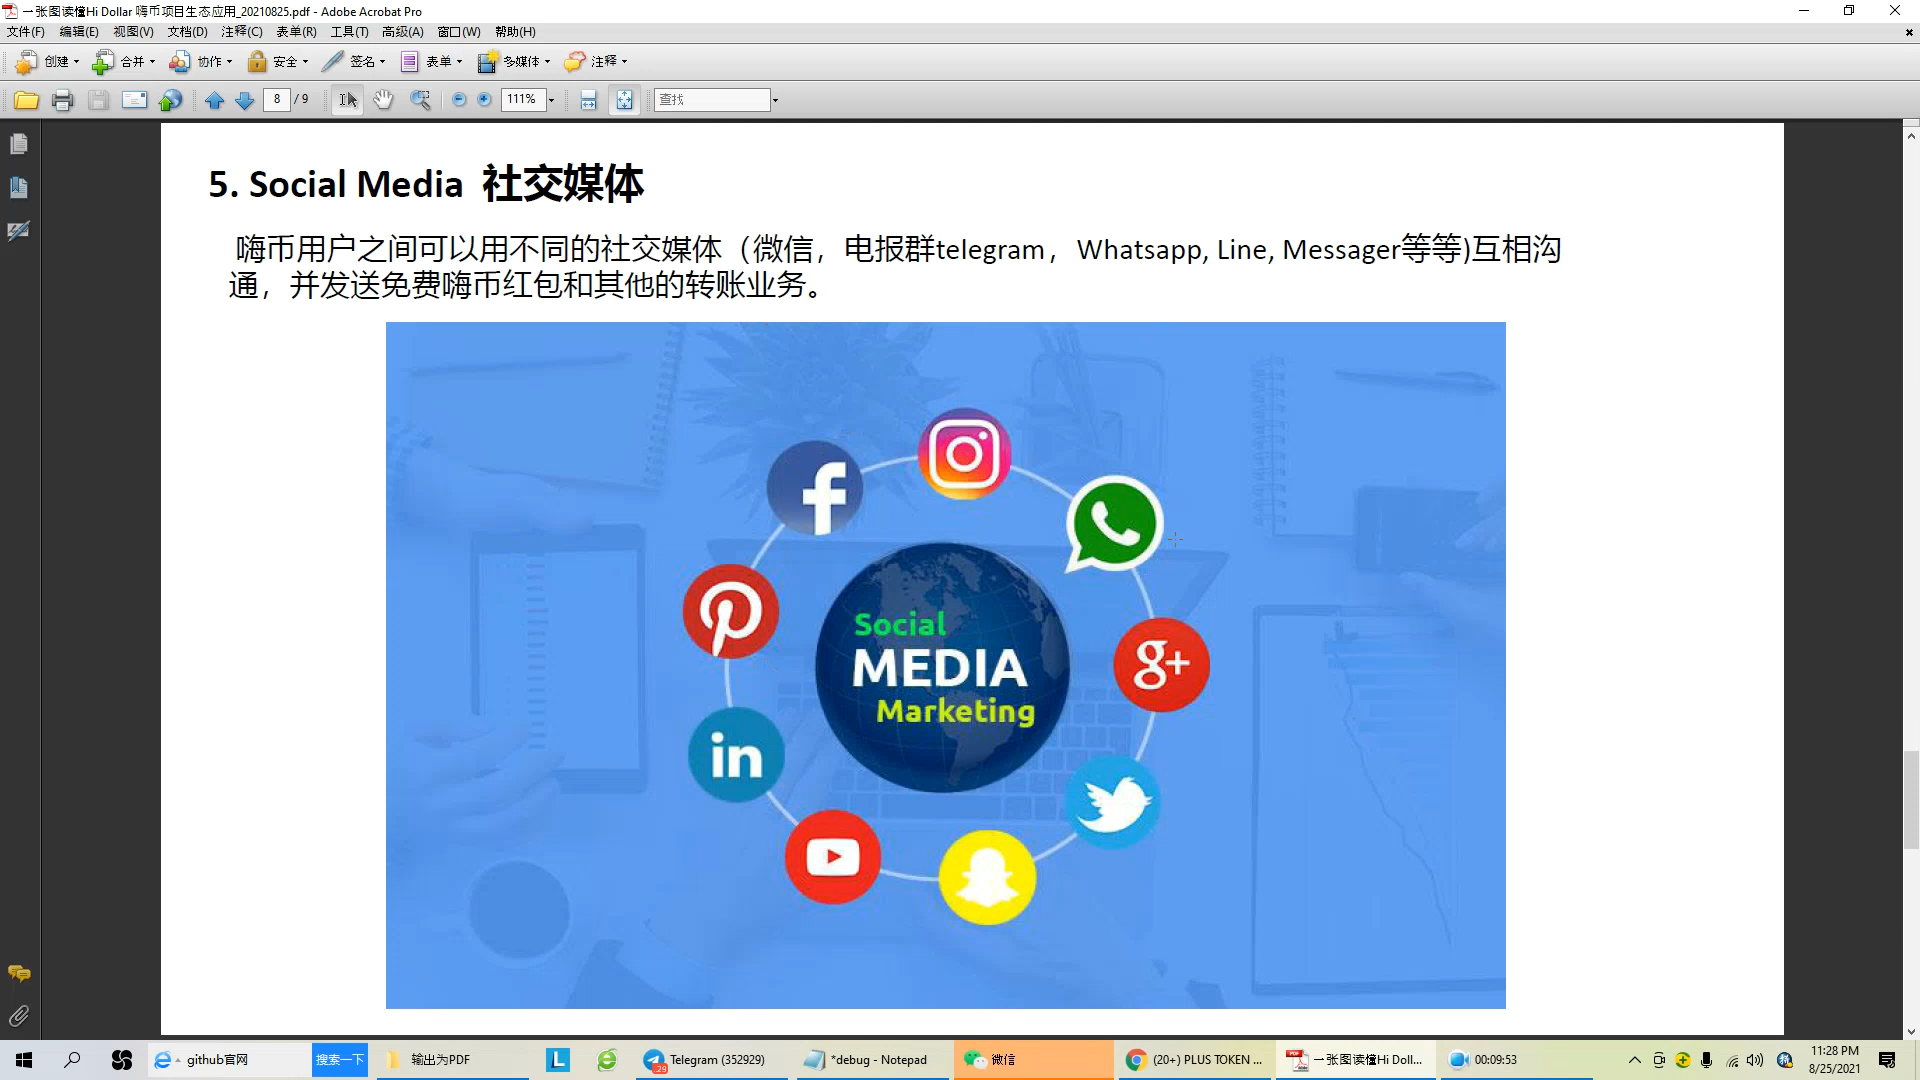 一张图读懂Hi Dollar 嗨币项目生态应用_20210825.pdf - Adobe Acrobat Pro
文件(F) 编辑(E) 视图(V) 文档(D) 注释(C) 表单(R) 工具(T) 高级(A) 窗口(W) 帮助(H)
创建 合并 协作 安全 签名 表单 多媒体 注释
8 / 9 111% 查找
5. Social Media 社交媒体
嗨币用户之间可以用不同的社交媒体（微信，电报群telegram，Whatsapp, Line, Messager等等)互相沟
通，并发送免费嗨币红包和其他的转账业务。
g+
in
Social
MEDIA
Marketing
github官网 搜索一下 输出为PDF L Telegram (352929) *debug - Notepad 微信 (20+) PLUS TOKEN ... 一张图读懂Hi Doll... 00:09:53
29
11:28 PM
8/25/2021